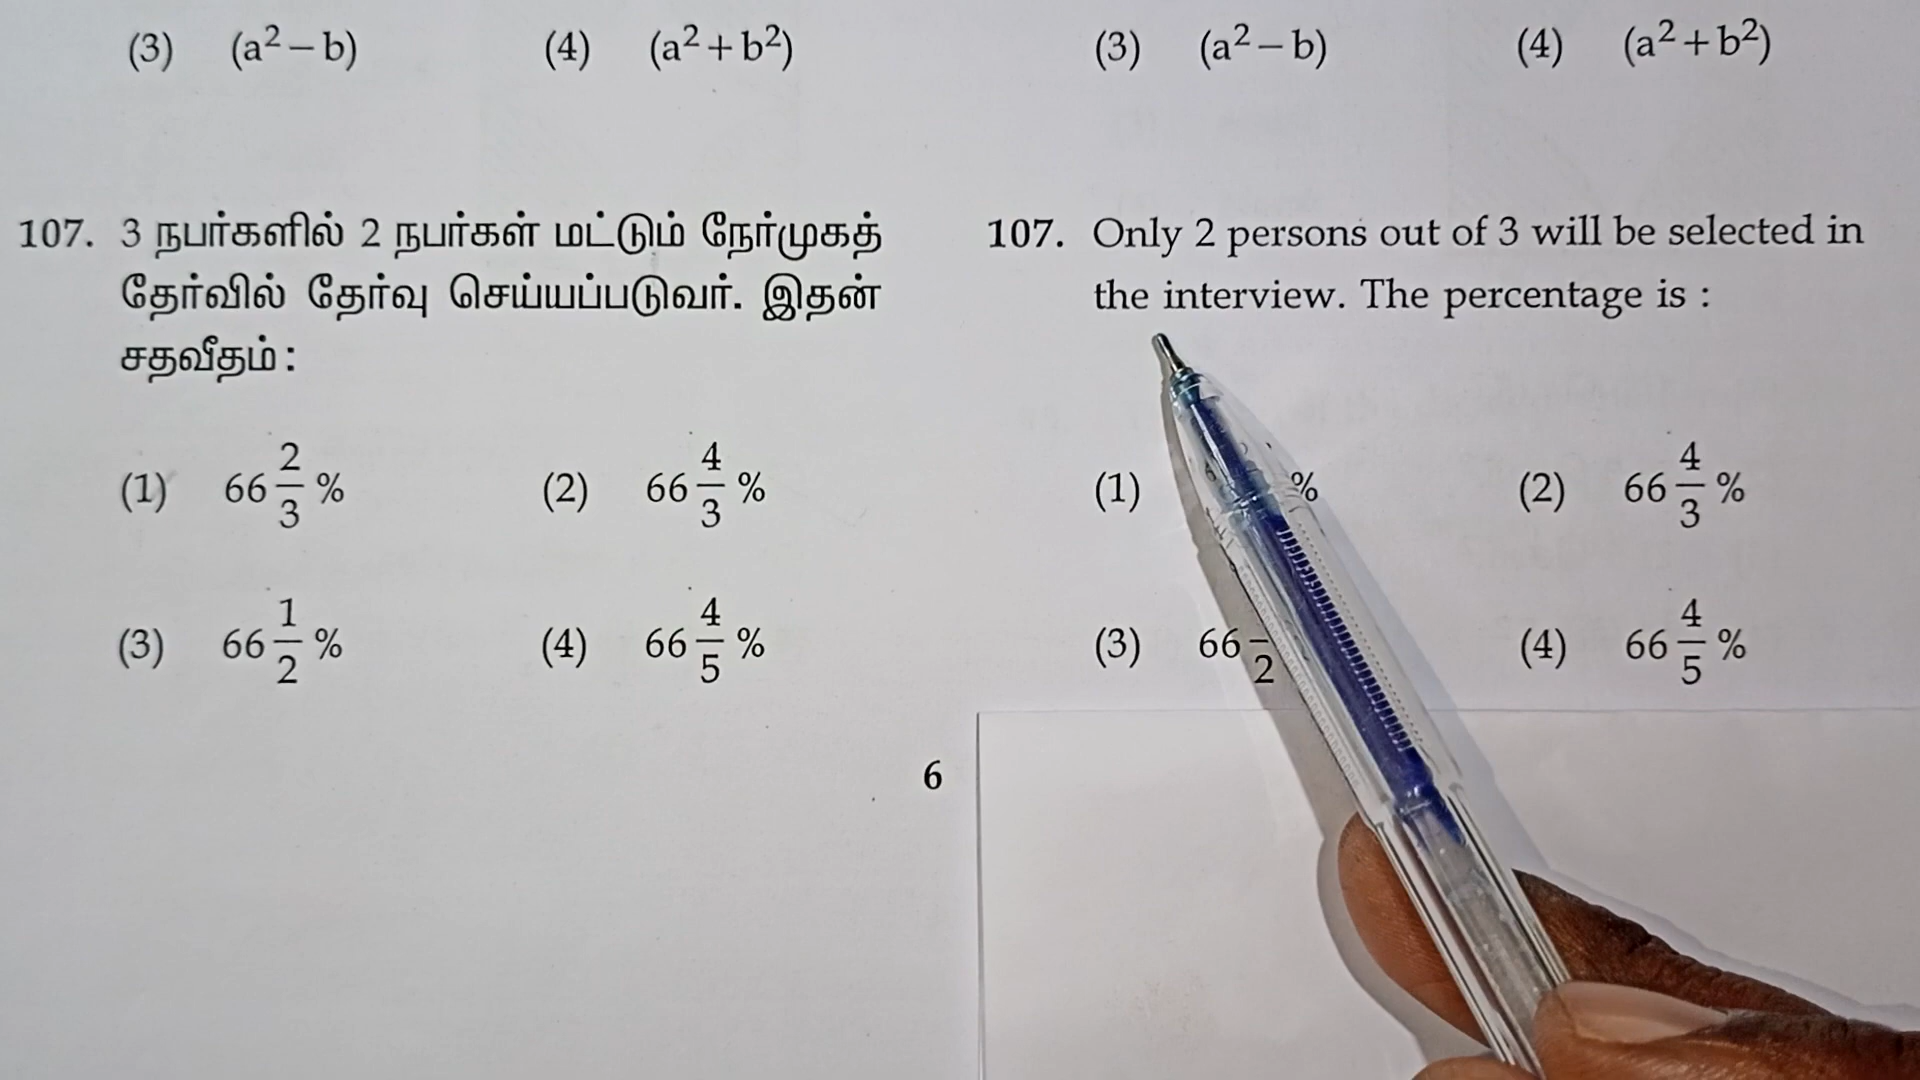 (3) (a² – b) (4) (a² + b²)
107. 3 நபர்களில் 2 நபர்கள் மட்டும் நேர்முகத்
தேர்வில் தேர்வு செய்யப்படுவர். இதன்
சதவீதம் :
(1) 66 2/3 % (2) 66 4/3 %
(3) 66 1/2 % (4) 66 4/5 %
(3) (a² – b) (4) (a² + b²)
107. Only 2 persons out of 3 will be selected in
the interview. The percentage is :
(1) % (2) 66 4/3 %
(3) 66 /2 (4) 66 4/5 %
6